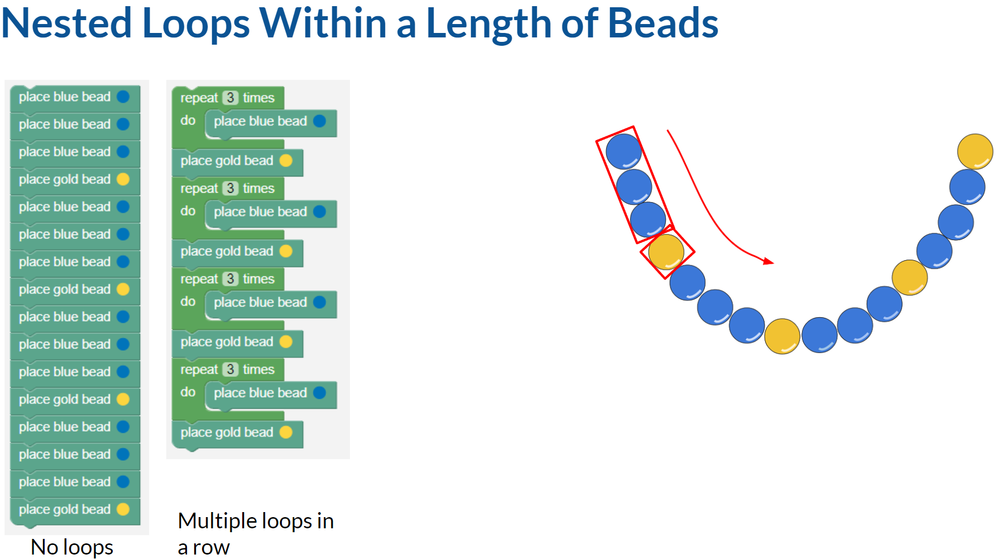 Nested Loops Within a Length of Beads
place blue bead
place blue bead
place blue bead
place gold bead
place blue bead
place blue bead
place blue bead
place gold bead
place blue bead
place blue bead
place blue bead
place gold bead
place blue bead
place blue bead
place blue bead
place gold bead
No loops
repeat 3 times
do place blue bead
place gold bead
repeat 3 times
do place blue bead
place gold bead
repeat 3 times
do place blue bead
place gold bead
repeat 3 times
do place blue bead
place gold bead
Multiple loops in
a row